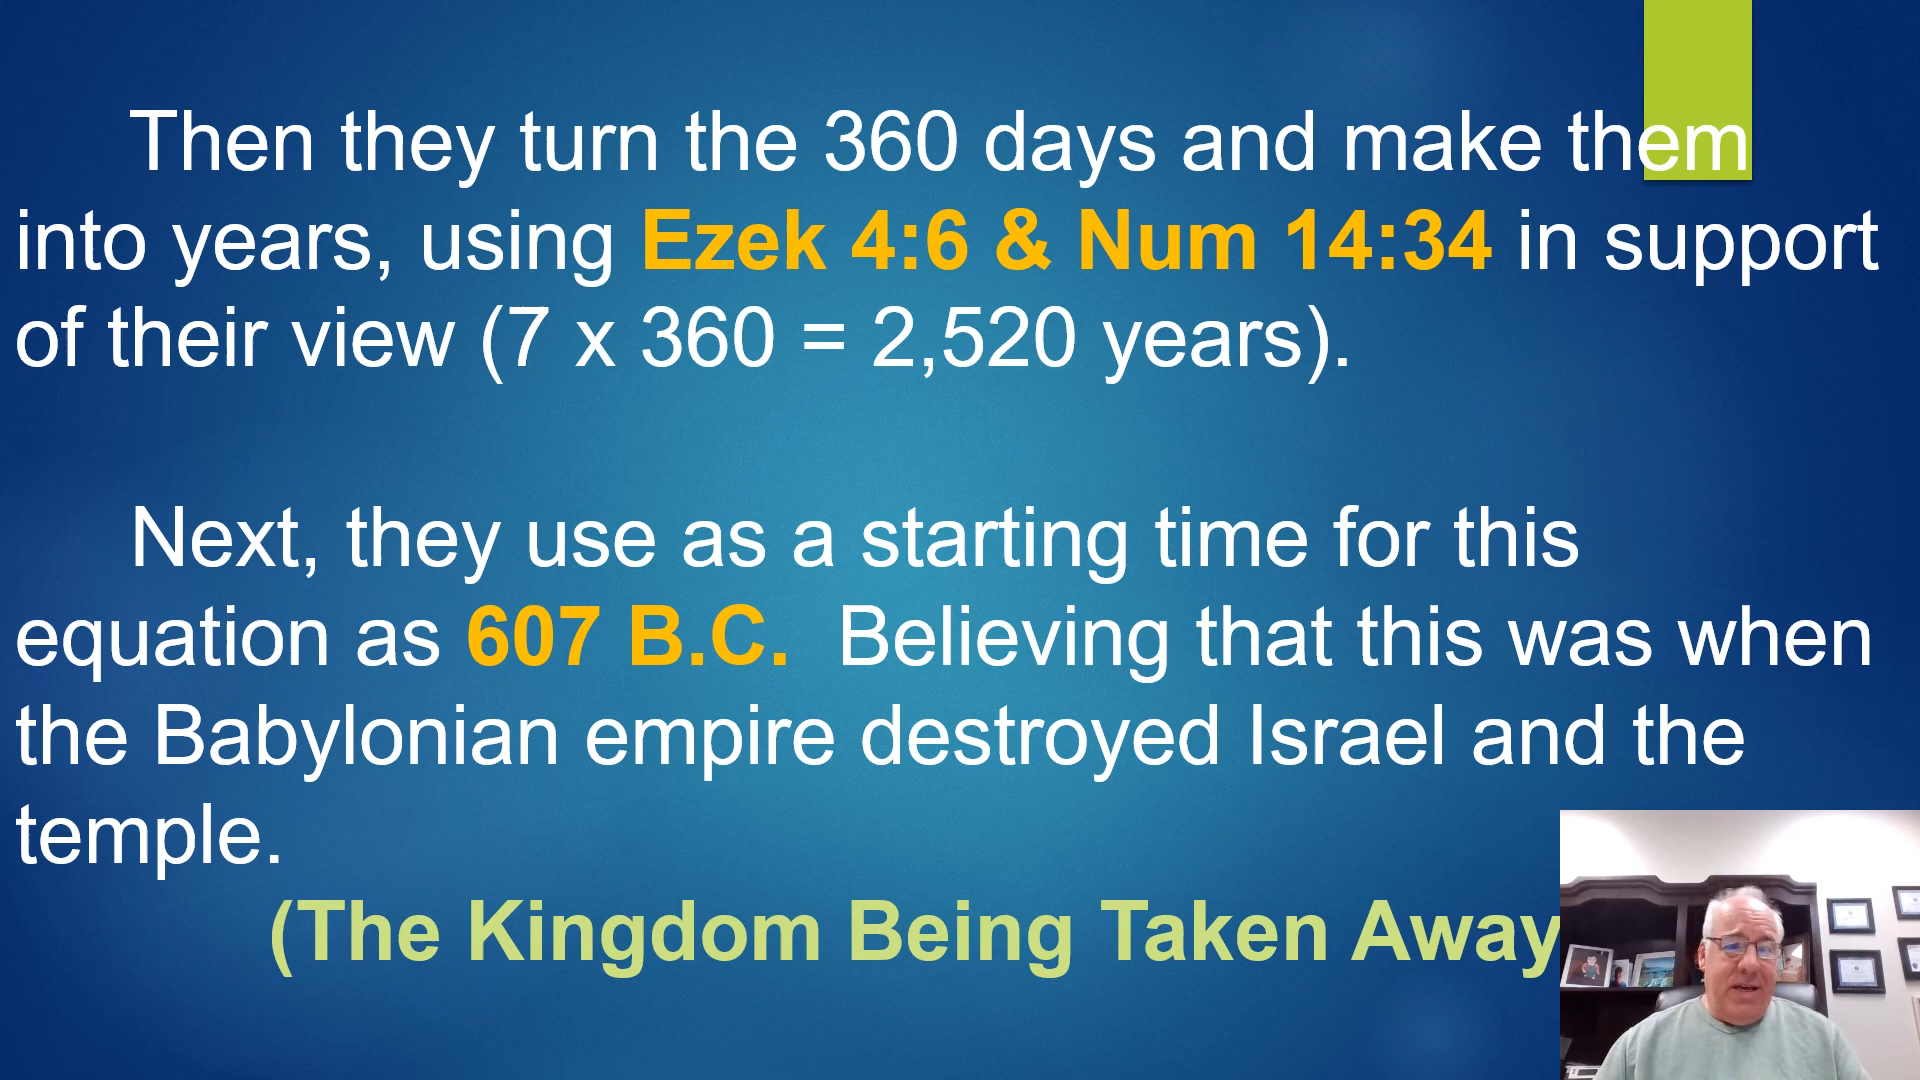 Then they turn the 360 days and make them
into years, using Ezek 4:6 & Num 14:34 in support
of their view (7 x 360 = 2,520 years).
Next, they use as a starting time for this
equation as 607 B.C. Believing that this was when
the Babylonian empire destroyed Israel and the
temple.
(The Kingdom Being Taken Away